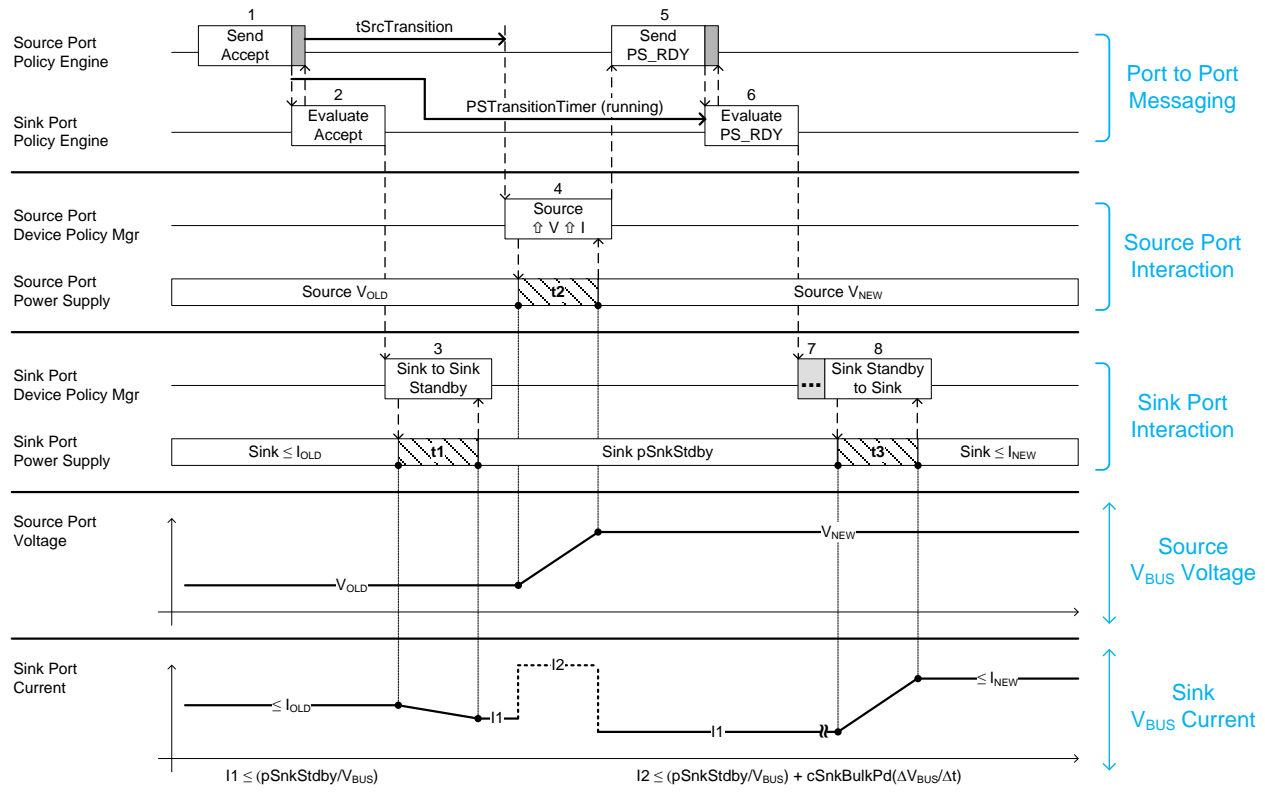 1
Send
Accept
tSrcTransition
5
Send
PS_RDY
Source Port
Policy Engine
Port to Port
Messaging
2
Evaluate
Accept
PSTransitionTimer (running)
6
Evaluate
PS_RDY
Sink Port
Policy Engine
Source Port
Device Policy Mgr
4
Source
⇧ V ⇧ I
Source Port
Interaction
Source Port
Power Supply
Source VOLD
t2
Source VNEW
Sink Port
Device Policy Mgr
3
Sink to Sink
Standby
7
...
8
Sink Standby
to Sink
Sink Port
Interaction
Sink Port
Power Supply
Sink ≤ IOLD
t1
Sink pSnkStdby
t3
Sink ≤ INEW
Source Port
Voltage
VOLD
VNEW
Source
VBUS Voltage
Sink Port
Current
≤ IOLD
I1
I2
I1
≤ INEW
Sink
VBUS Current
I1 ≤ (pSnkStdby/VBUS)
I2 ≤ (pSnkStdby/VBUS) + cSnkBulkPd(ΔVBUS/Δt)